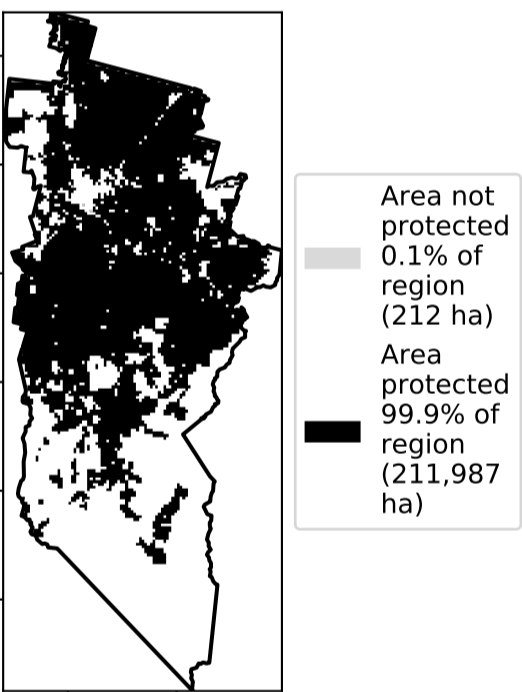 Area not
protected
0.1% of
region
(212 ha)
Area
protected
99.9% of
region
(211,987
ha)